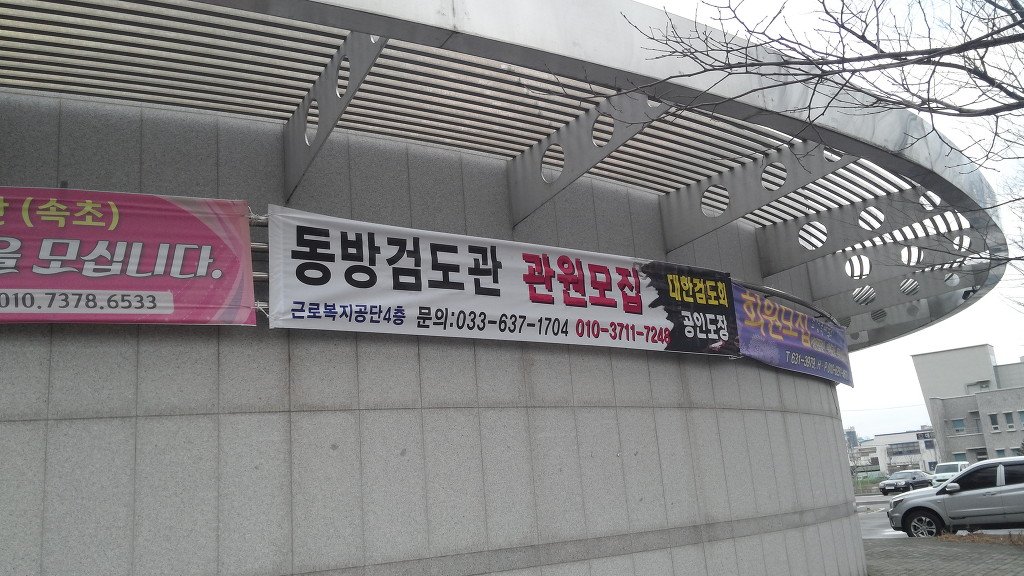 (속초)
을 모십니다.
010.7378.6533
동방검도관 관원모집
근로복지공단4층 문의:033-637-1704 010-3711-7248
대한검도회
공인도장
회원모집